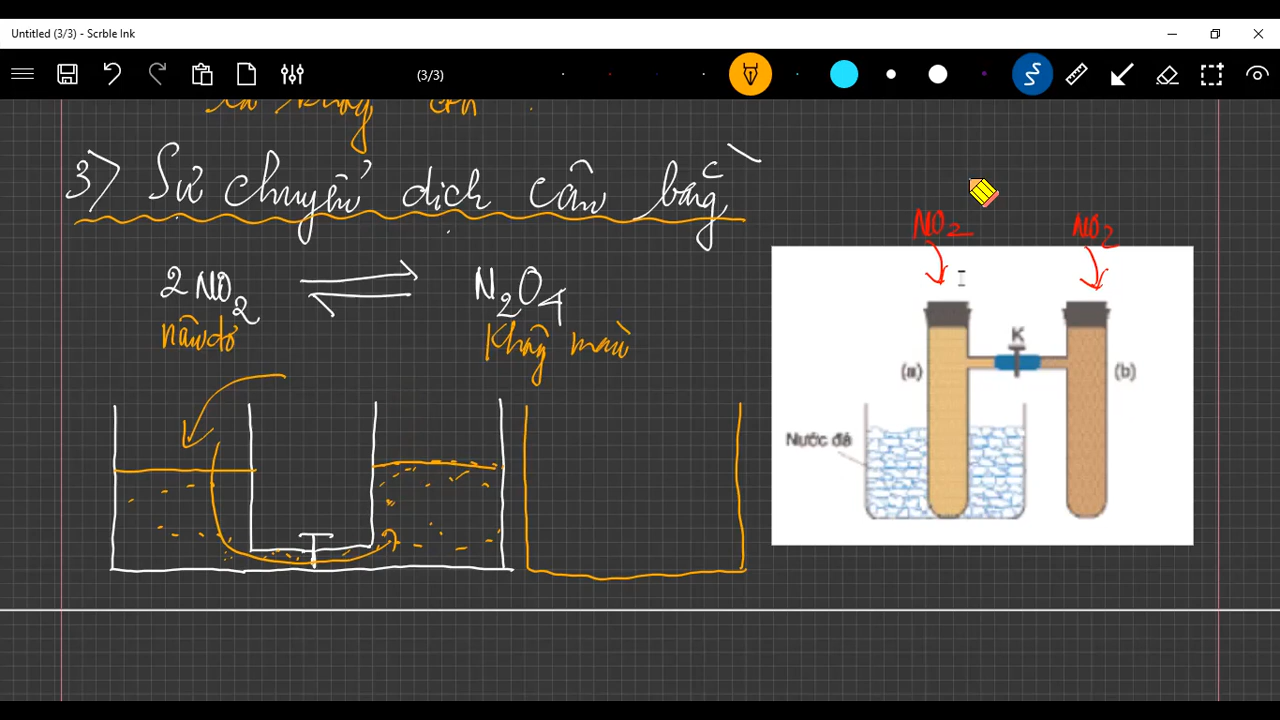 Untitled (3/3) - Scrble Ink
(3/3)
3) Sự chuyển dịch cân bằng
NO2 NO2
2NO2 ⇌ N2O4
nâu đỏ Không màu
K
(a) (b)
Nước đá